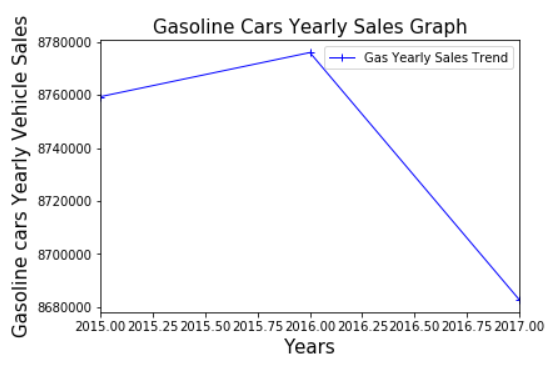 Gasoline Cars Yearly Sales Graph
Gasoline cars Yearly Vehicle Sales
8780000
8760000
8740000
8720000
8700000
8680000
Gas Yearly Sales Trend
2015.00 2015.25 2015.50 2015.75 2016.00 2016.25 2016.50 2016.75 2017.00
Years